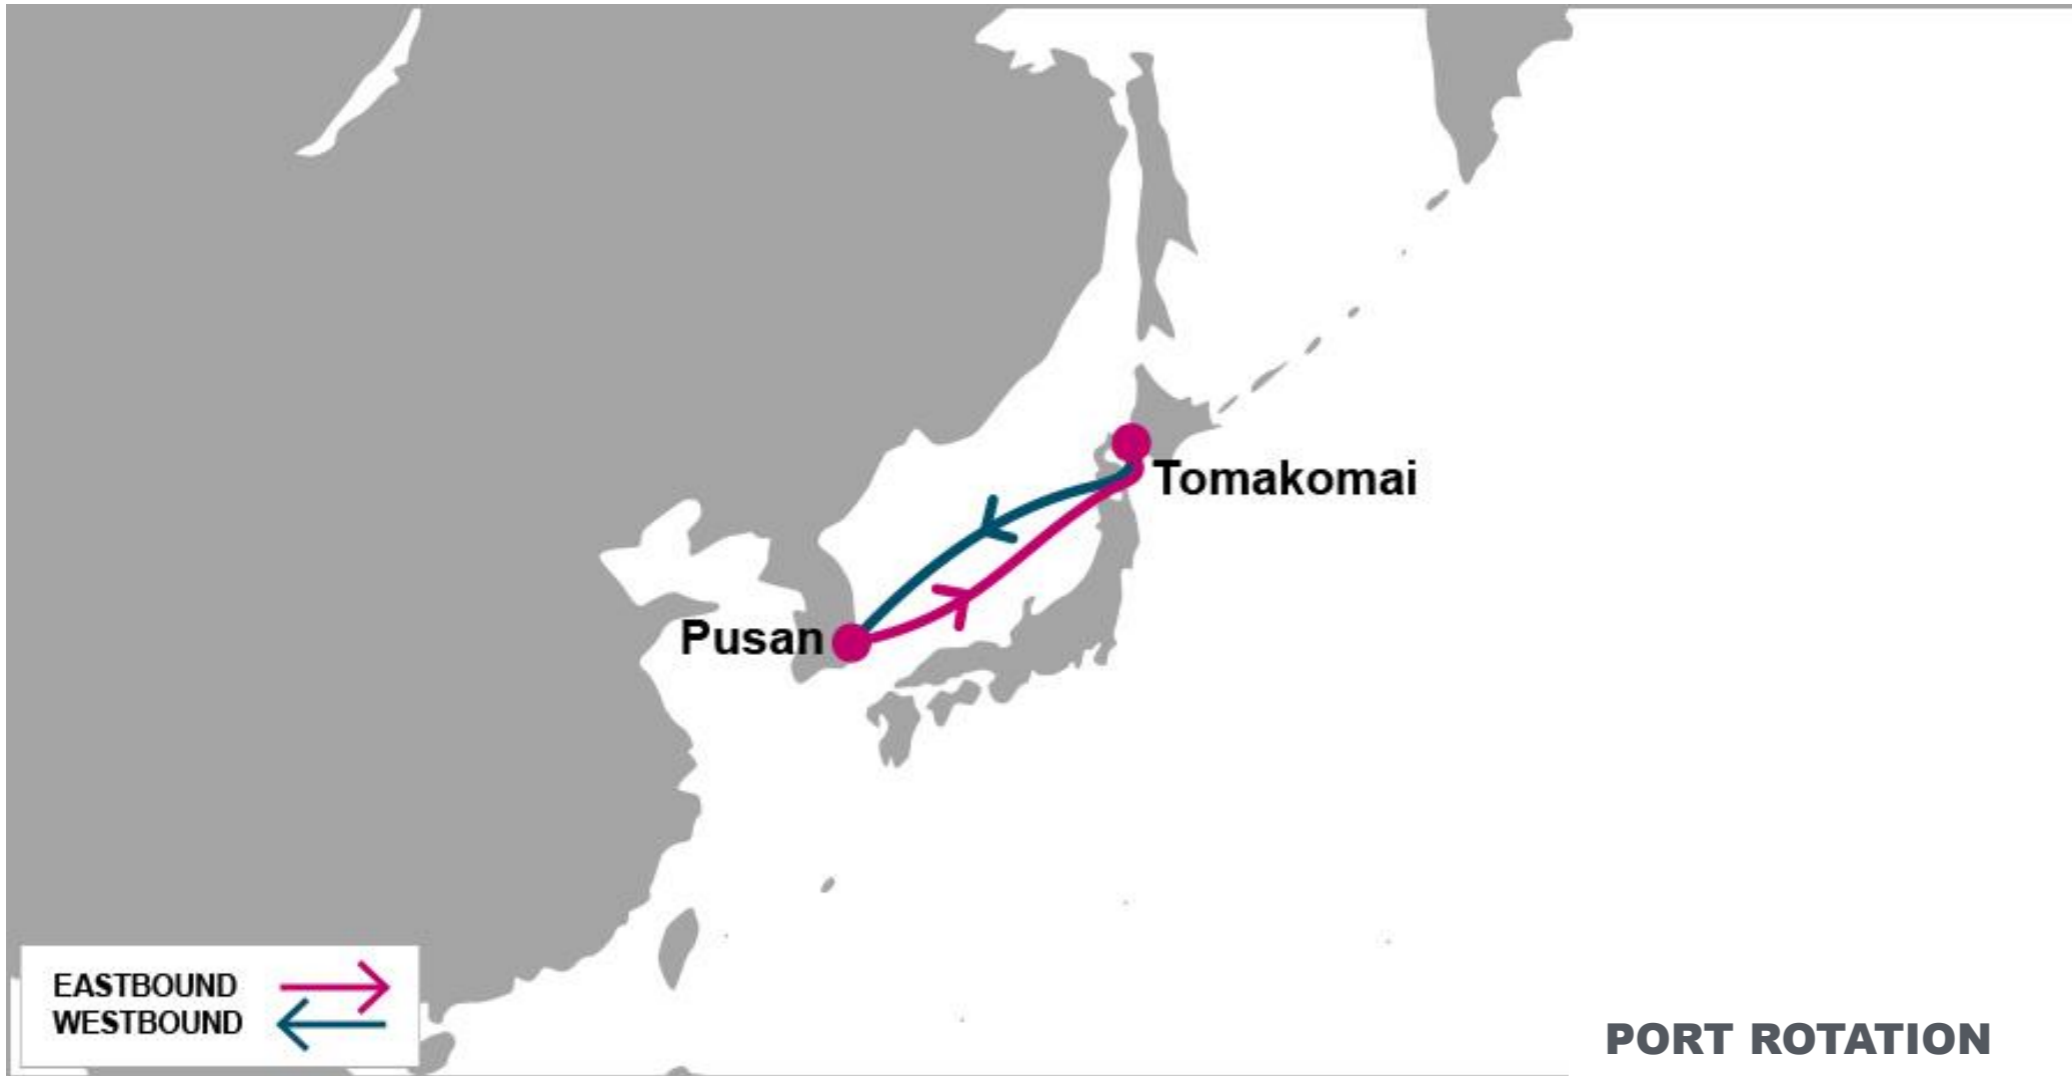 Tomakomai
Pusan
EASTBOUND
WESTBOUND
PORT ROTATION